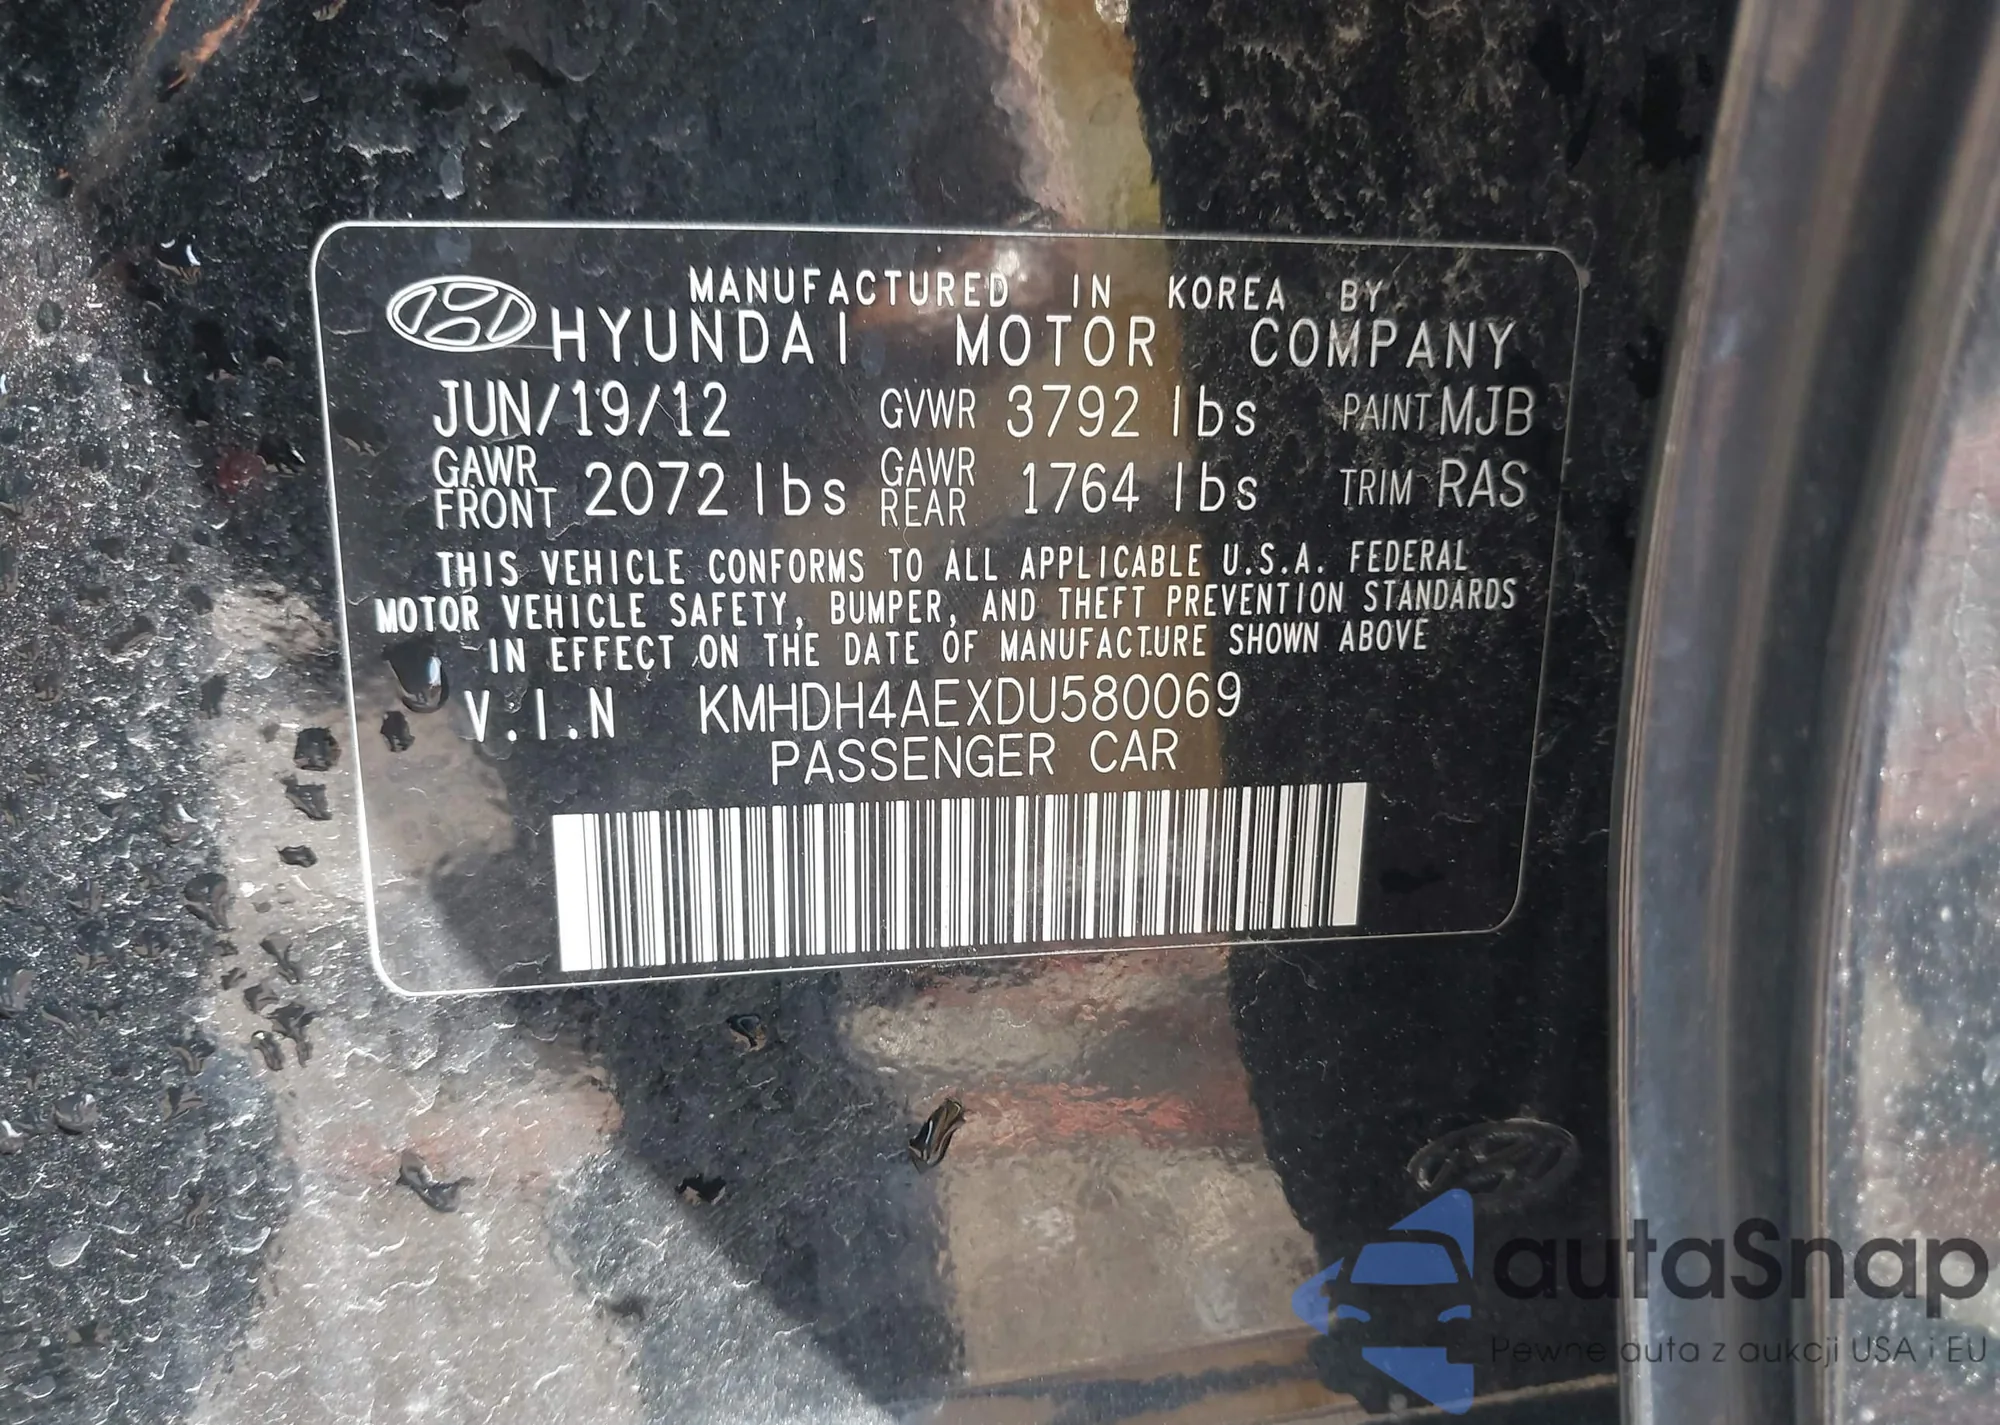 MANUFACTURED IN KOREA BY
HYUNDAI MOTOR COMPANY
JUN/19/12 GVWR 3792 lbs PAINT MJB
GAWR FRONT 2072 lbs GAWR REAR 1764 lbs TRIM RAS
THIS VEHICLE CONFORMS TO ALL APPLICABLE U.S.A. FEDERAL
MOTOR VEHICLE SAFETY, BUMPER, AND THEFT PREVENTION STANDARDS
IN EFFECT ON THE DATE OF MANUFACTURE SHOWN ABOVE
V.I.N KMHDH4AEXDU580069
PASSENGER CAR
autaSnap
Pewne auta z aukcji USA i EU